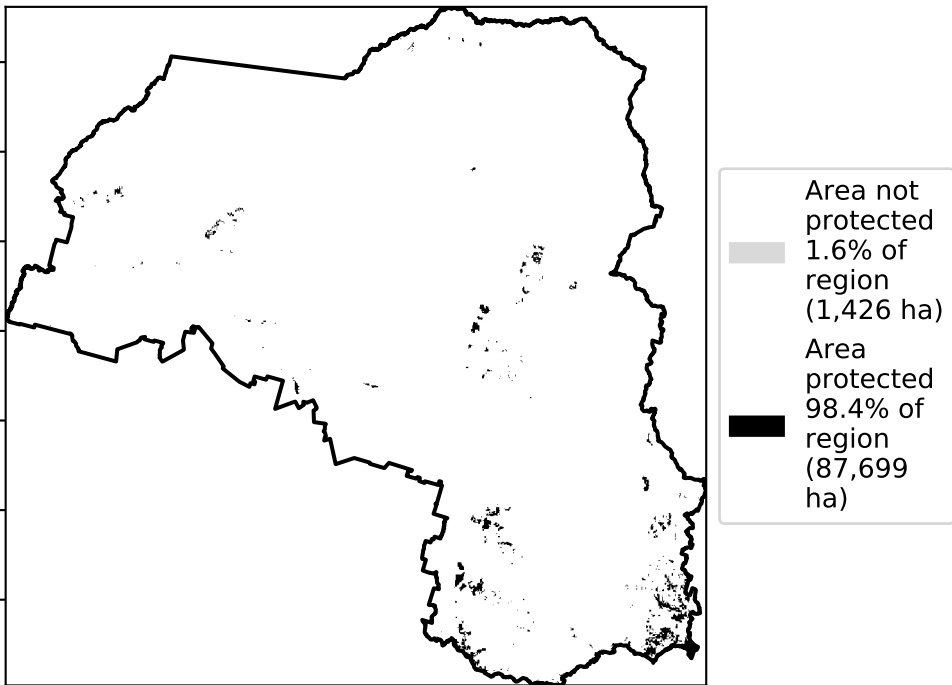 Area not
protected
1.6% of
region
(1,426 ha)
Area
protected
98.4% of
region
(87,699
ha)